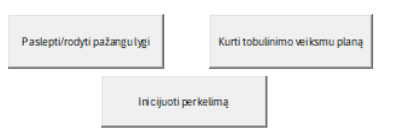 Paslepti/rodyti pažangu lygi
Kurti tobulinimo veiksmu planą
Inicijuoti perkelimą